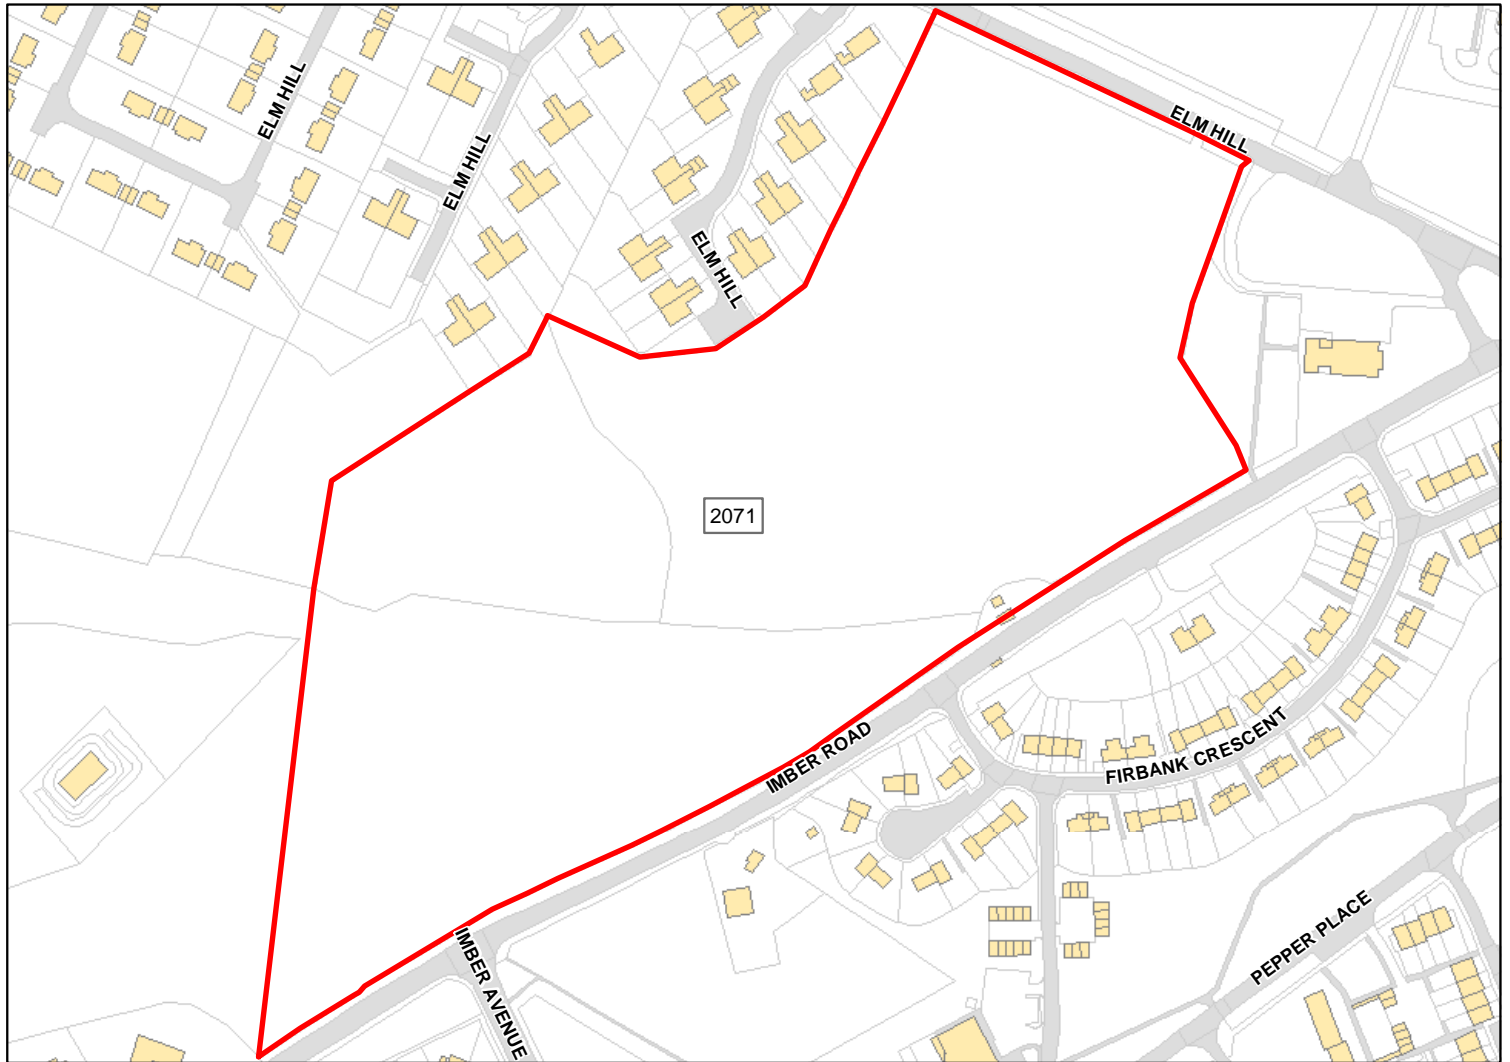 ELM HILL
ELM HILL
ELM HILL
ELM HILL
2071
IMBER ROAD
FIRBANK CRESCENT
IMBER AVENUE
PEPPER PLACE